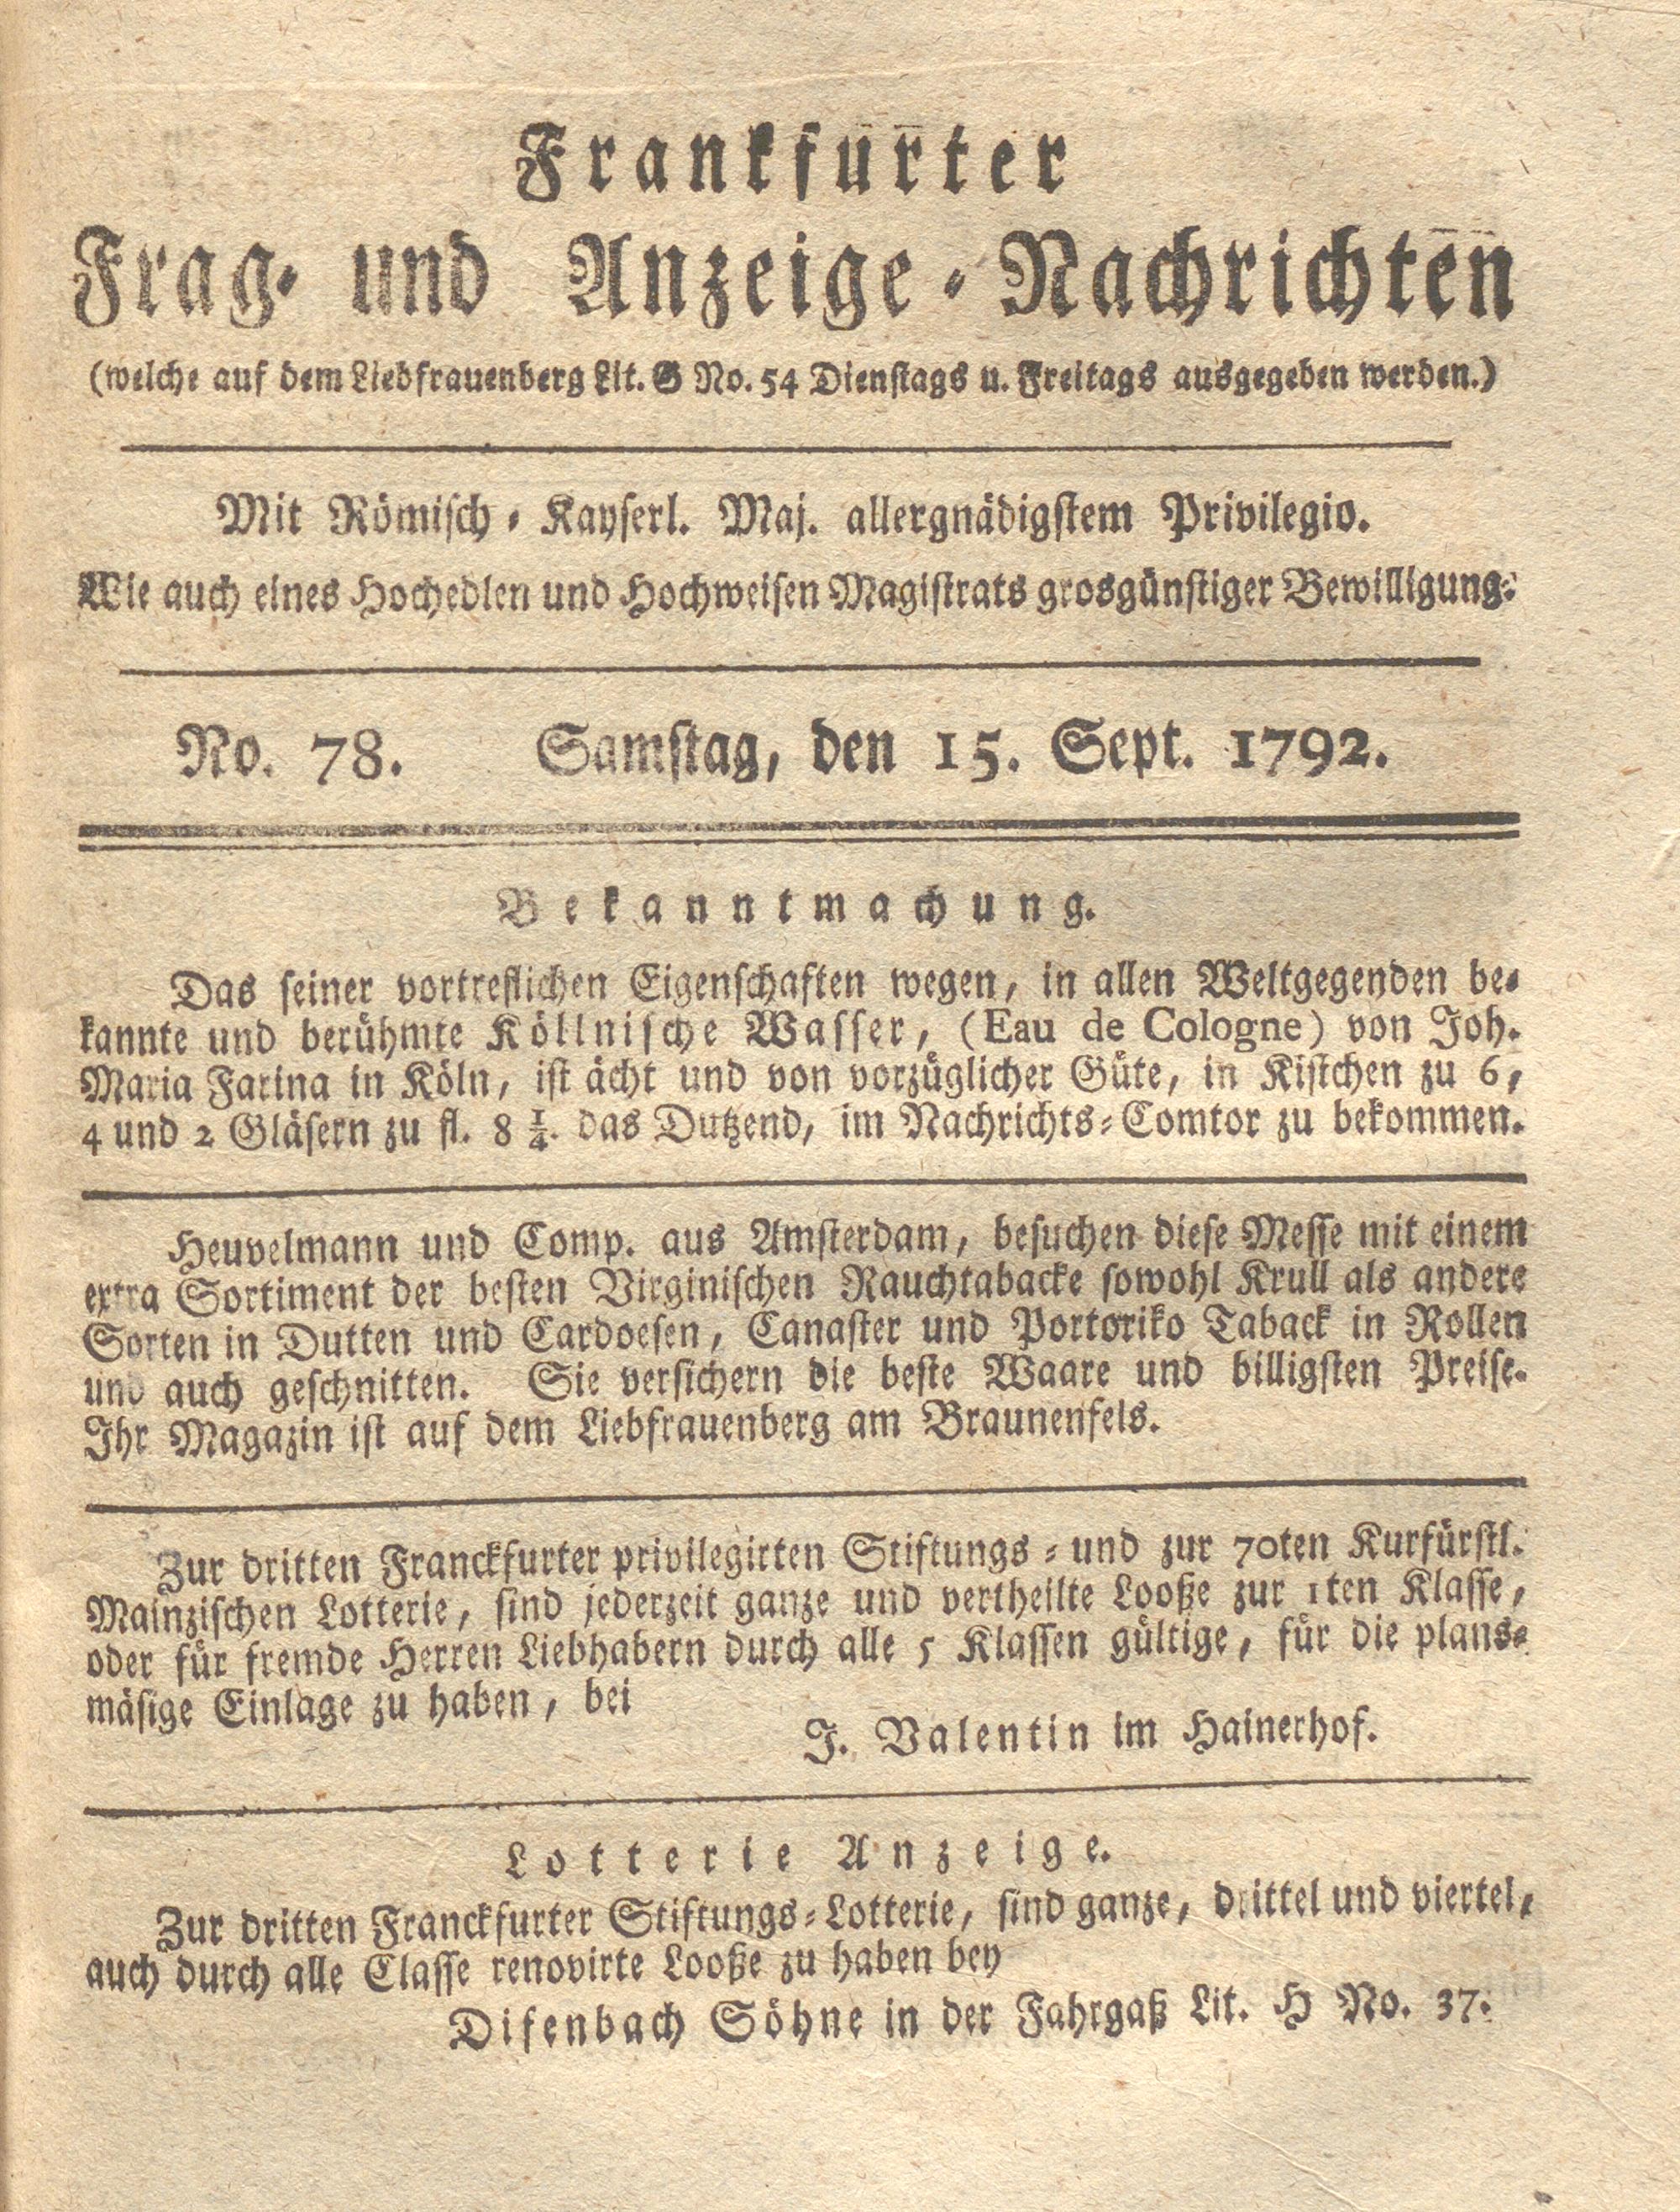 Frankfurter
Frag- und Anzeige-Nachrichten
(welche auf dem Liebfrauenberg Lit. G No. 54 Dienstags u. Freitags ausgegeben werden.)
Mit Römisch-Kayserl. Maj. allergnädigstem Privilegio.
Wie auch eines Hochedlen und Hochweisen Magistrats grosgünstiger Bewilligung.
No. 78. Samstag, den 15. Sept. 1792.
Bekanntmachung.
Das seiner vortreflichen Eigenschaften wegen, in allen Weltgegenden be-
kannte und berühmte Köllnische Wasser, (Eau de Cologne) von Joh.
Maria Farina in Köln, ist ächt und von vorzüglicher Güte, in Kistchen zu 6,
4 und 2 Gläsern zu fl. 8 1/4. das Dutzend, im Nachrichts-Comtor zu bekommen.
Heuvelmann und Comp. aus Amsterdam, besuchen diese Messe mit einem
extra Sortiment der besten Virginischen Rauchtabacke sowohl Krull als andere
Sorten in Dutten und Cardoesen, Canaster und Portoriko Taback in Rollen
und auch geschnitten. Sie versichern die beste Waare und billigsten Preise.
Ihr Magazin ist auf dem Liebfrauenberg am Braunenfels.
Zur dritten Franckfurter privilegirten Stiftungs- und zur 70ten Kurfürstl.
Mainzischen Lotterie, sind jederzeit ganze und vertheilte Looße zur 1ten Klasse,
oder für fremde Herren Liebhabern durch alle 5 Klassen gültige, für die plans-
mäsige Einlage zu haben, bei
J. Valentin im Hainerhof.
Lotterie Anzeige.
Zur dritten Franckfurter Stiftungs-Lotterie, sind ganze, drittel und viertel,
auch durch alle Classe renovirte Looße zu haben bey
Difenbach Söhne in der Fahrgaß Lit. H No. 37.